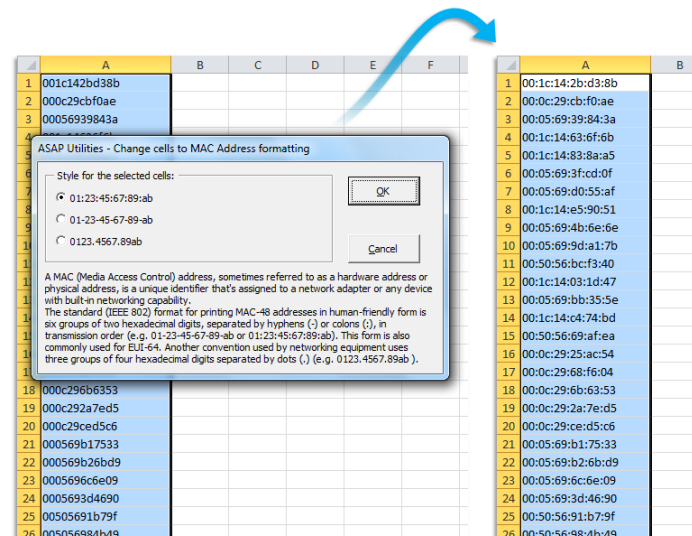 A B C D E F
1 001c142bd38b
2 000c29cbf0ae
3 00056939843a
4
ASAP Utilities - Change cells to MAC Address formatting
Style for the selected cells:
01:23:45:67:89:ab
01-23-45-67-89-ab
0123.4567.89ab
OK
Cancel
A MAC (Media Access Control) address, sometimes referred to as a hardware address or
physical address, is a unique identifier that's assigned to a network adapter or any device
with built-in networking capability.
The standard (IEEE 802) format for printing MAC-48 addresses in human-friendly form is
six groups of two hexadecimal digits, separated by hyphens (-) or colons (:), in
transmission order (e.g. 01-23-45-67-89-ab or 01:23:45:67:89:ab). This form is also
commonly used for EUI-64. Another convention used by networking equipment uses
three groups of four hexadecimal digits separated by dots (.) (e.g. 0123.4567.89ab ).
18 000c296b6353
19 000c292a7ed5
20 000c29ced5c6
21 000569b17533
22 000569b26bd9
23 0005696c6e09
24 0005693d4690
25 00505691b79f
26 005056984b49
A B
1 00:1c:14:2b:d3:8b
2 00:0c:29:cb:f0:ae
3 00:05:69:39:84:3a
4 00:1c:14:63:6f:6b
5 00:1c:14:83:8a:a5
6 00:05:69:3f:cd:0f
7 00:05:69:d0:55:af
8 00:1c:14:e5:90:51
9 00:05:69:4b:6e:6e
10 00:05:69:9d:a1:7b
11 00:50:56:bc:f3:40
12 00:1c:14:03:1d:47
13 00:05:69:bb:35:5e
14 00:1c:14:c4:74:bd
15 00:50:56:69:af:ea
16 00:0c:29:25:ac:54
17 00:0c:29:68:f6:04
18 00:0c:29:6b:63:53
19 00:0c:29:2a:7e:d5
20 00:0c:29:ce:d5:c6
21 00:05:69:b1:75:33
22 00:05:69:b2:6b:d9
23 00:05:69:6c:6e:09
24 00:05:69:3d:46:90
25 00:50:56:91:b7:9f
26 00:50:56:98:4b:49